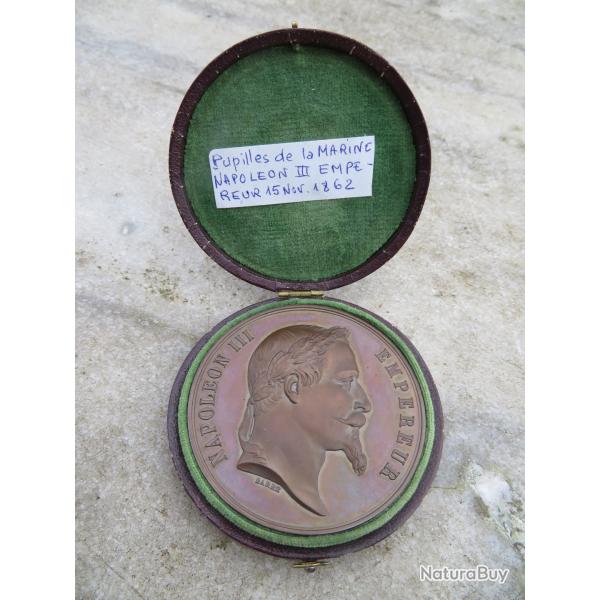 Pupilles de la MARINE
NAPOLEON III EMPE-
REUR 15 Nov. 1862
NAPOLEON III
EMPEREUR
BARRE
NaturaBuy